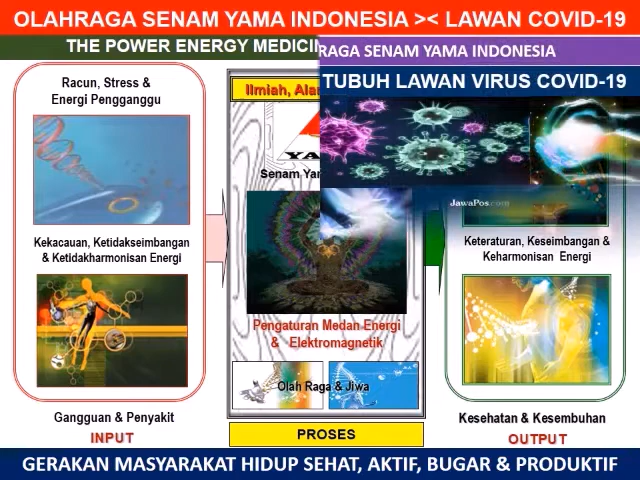 OLAHRAGA SENAM YAMA INDONESIA >< LAWAN COVID-19
THE POWER ENERGY MEDICIN
RAGA SENAM YAMA INDONESIA
TUBUH LAWAN VIRUS COVID-19
Racun, Stress &
Energi Pengganggu
Kekacauan, Ketidakseimbangan
& Ketidakharmonisan Energi
Gangguan & Penyakit
INPUT
Ilmiah, Ala
YA
Senam Ya
Pengaturan Medan Energi
& Elektromagnetik
Olah Raga & Jiwa
PROSES
JawaPos.com
Keteraturan, Keseimbangan &
Keharmonisan Energi
Kesehatan & Kesembuhan
OUTPUT
GERAKAN MASYARAKAT HIDUP SEHAT, AKTIF, BUGAR & PRODUKTIF